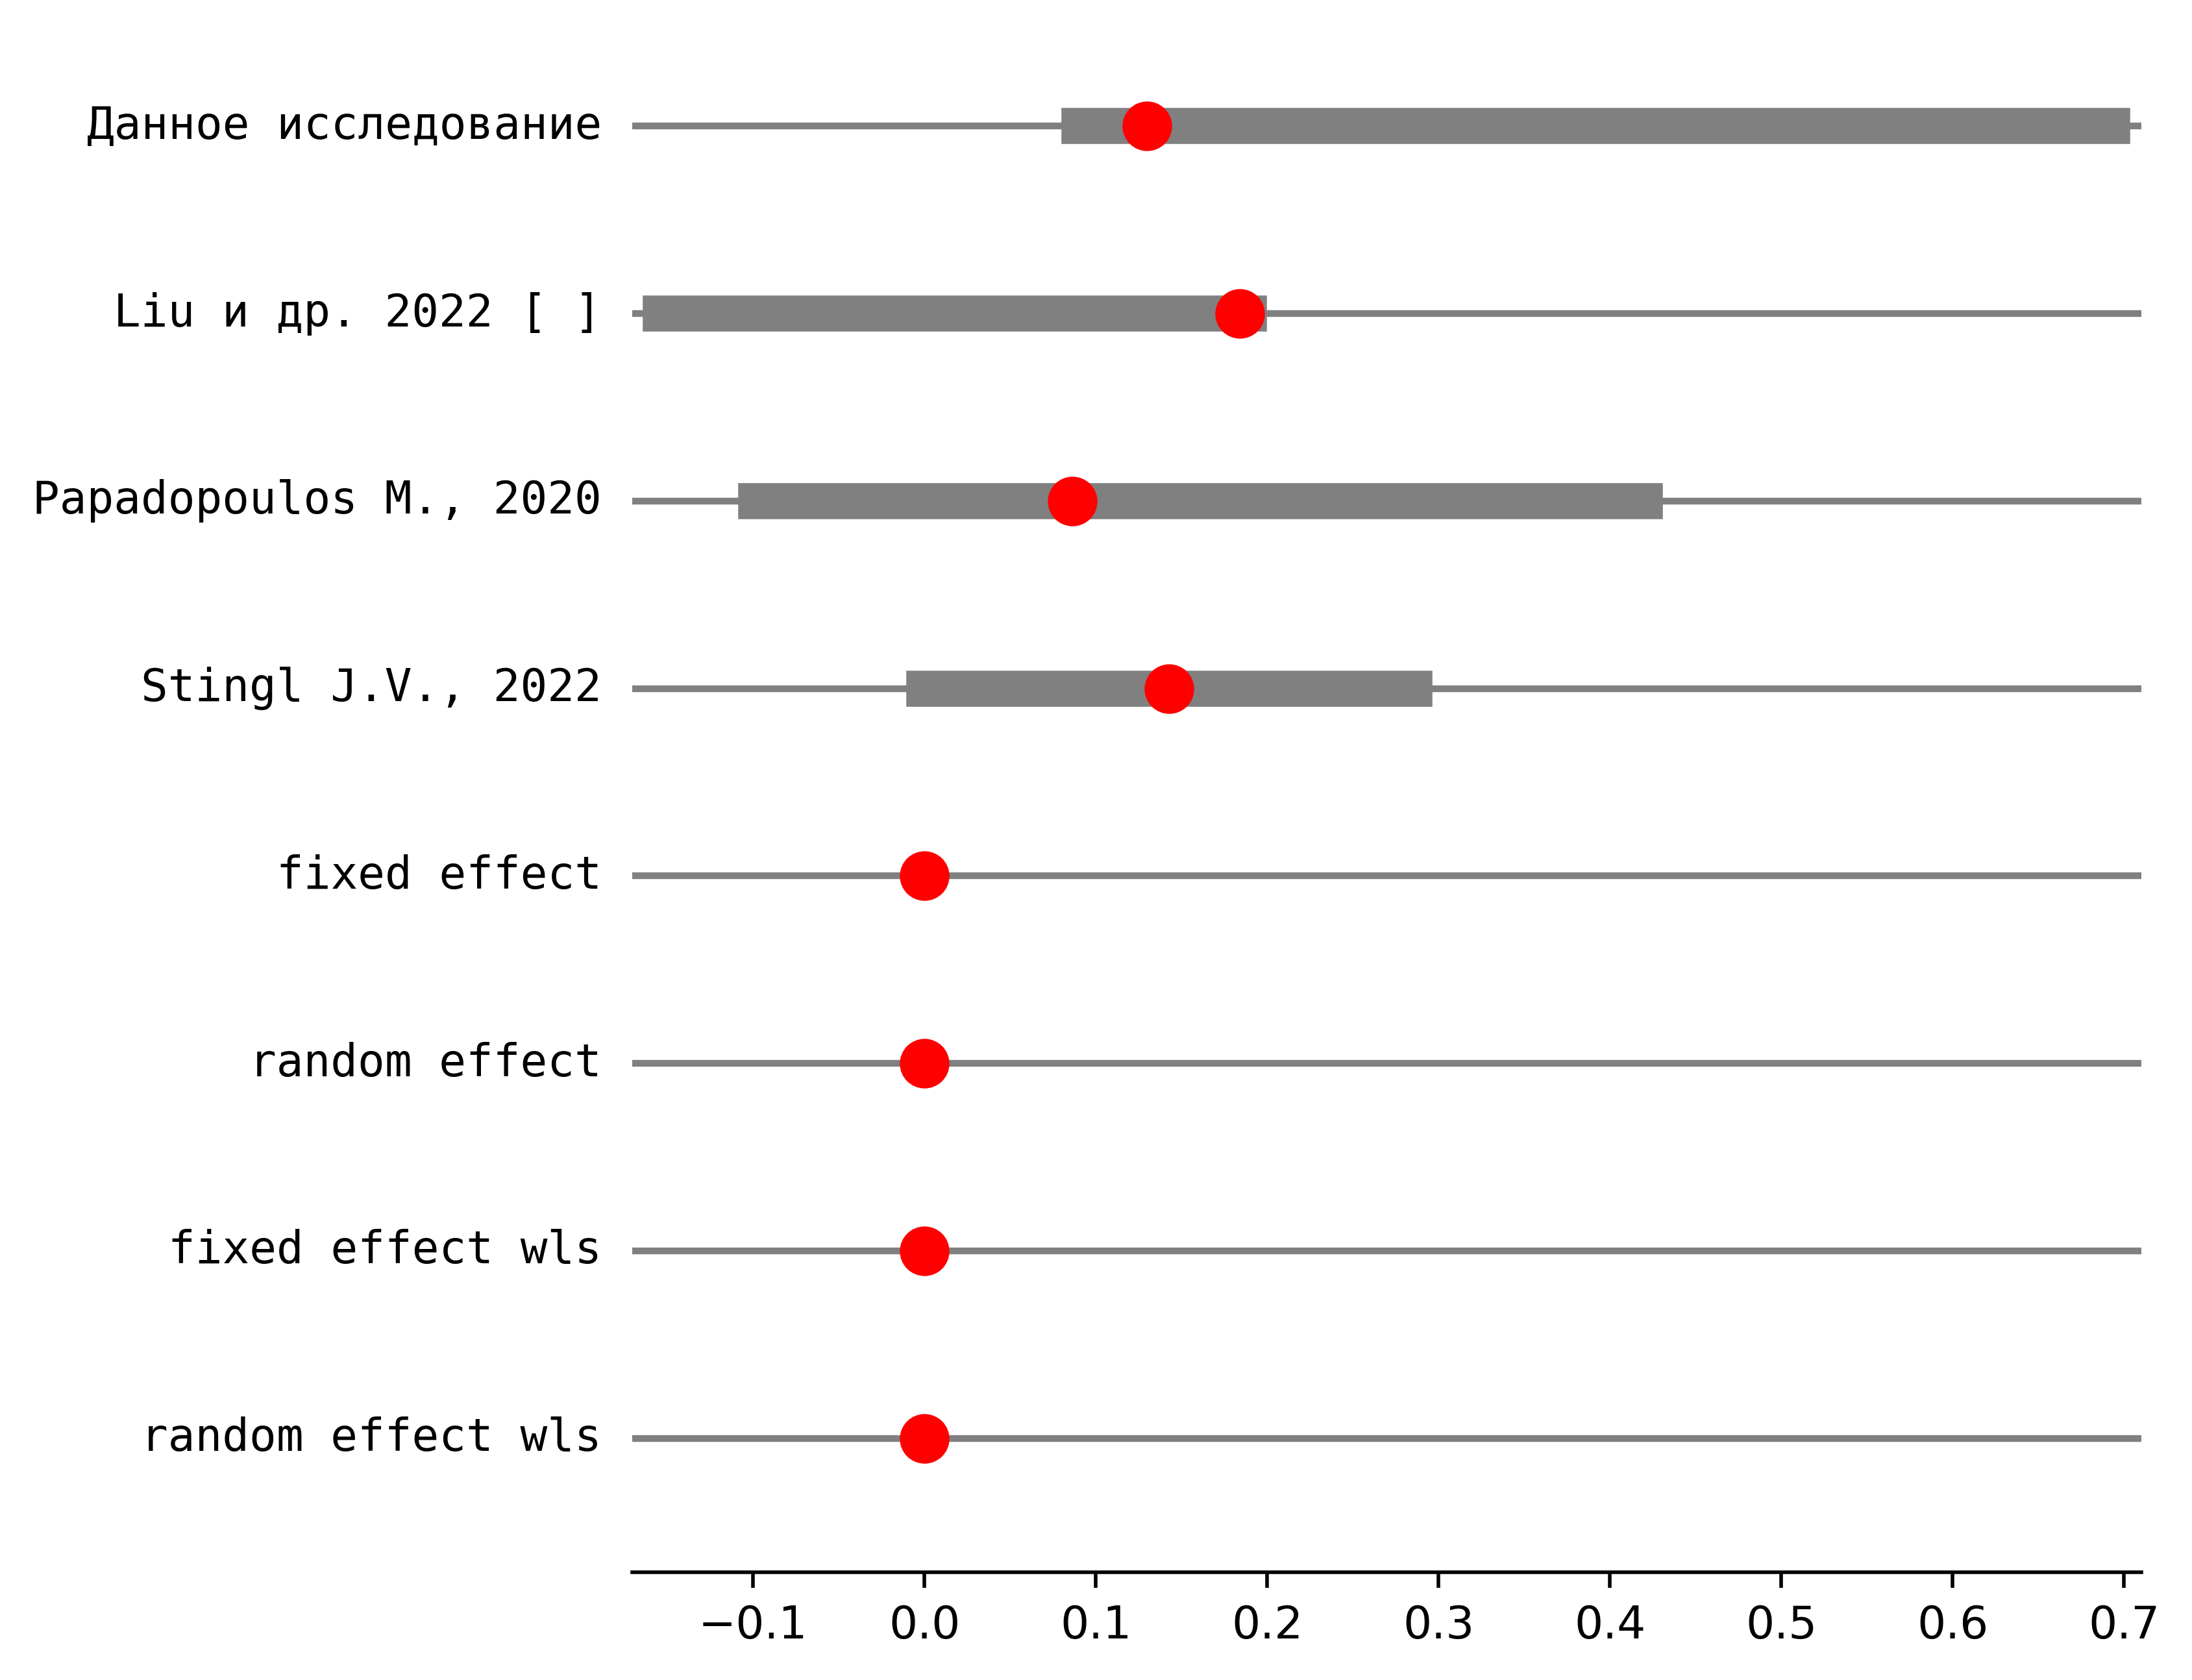 Данное исследование
Liu и др. 2022 [ ]
Papadopoulos M., 2020
Stingl J.V., 2022
fixed effect
random effect
fixed effect wls
random effect wls
−0.1 0.0 0.1 0.2 0.3 0.4 0.5 0.6 0.7